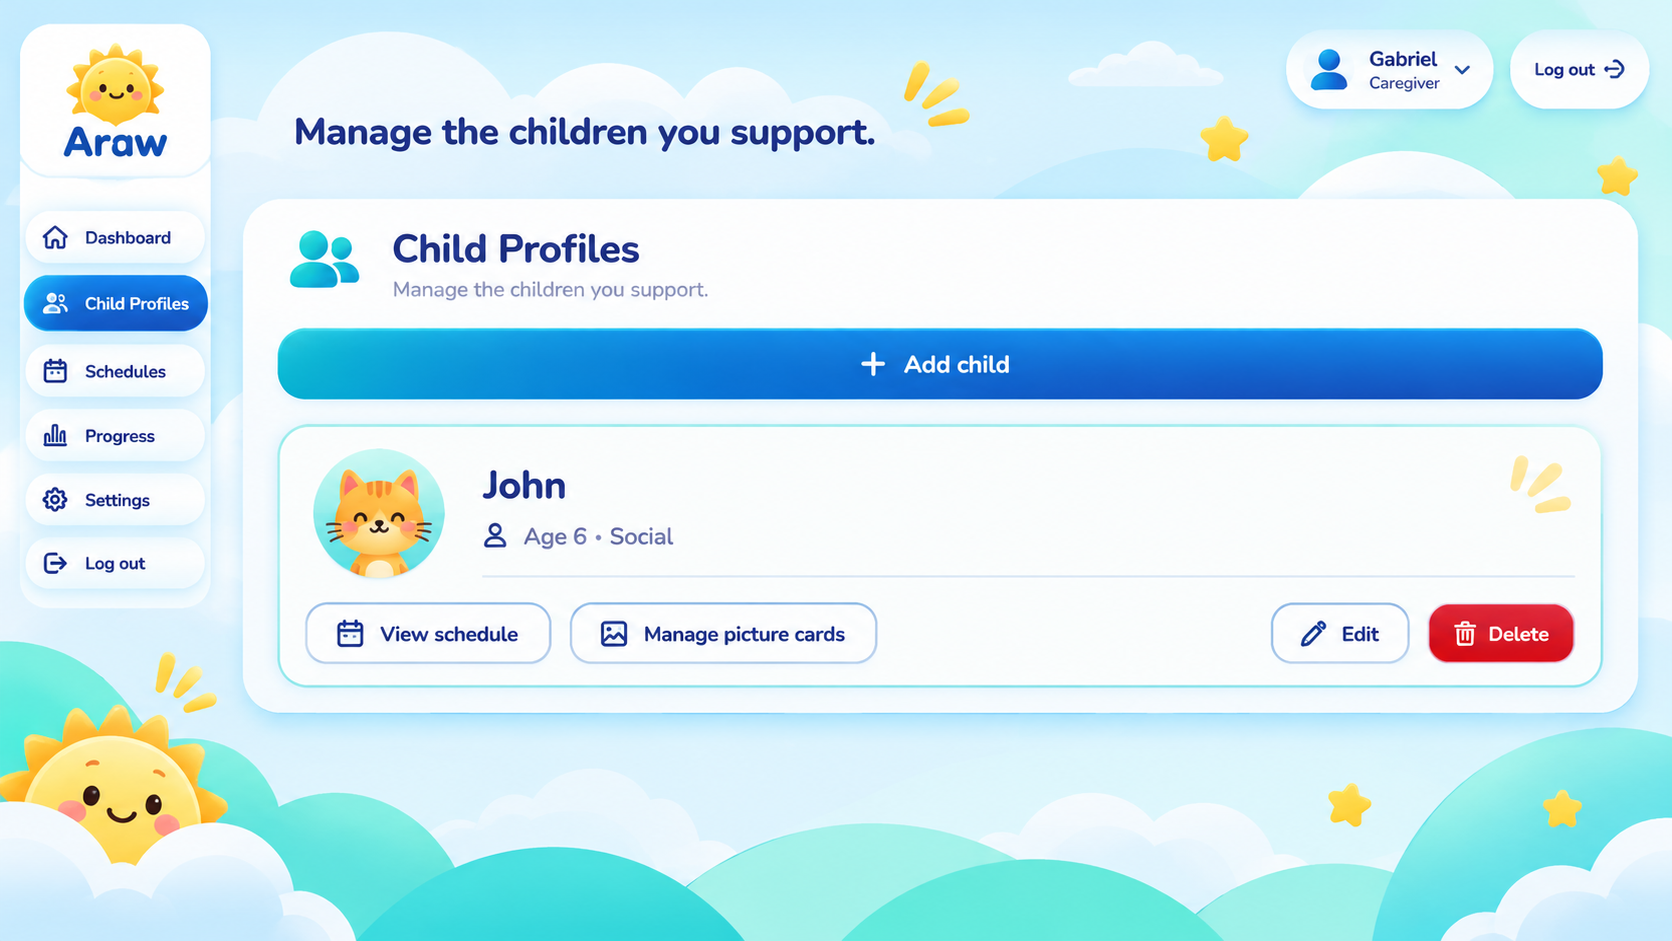 Araw
Dashboard
Child Profiles
Schedules
Progress
Settings
Log out
Manage the children you support.
Gabriel
Caregiver
Log out
Child Profiles
Manage the children you support.
+ Add child
John
Age 6 • Social
View schedule
Manage picture cards
Edit
Delete